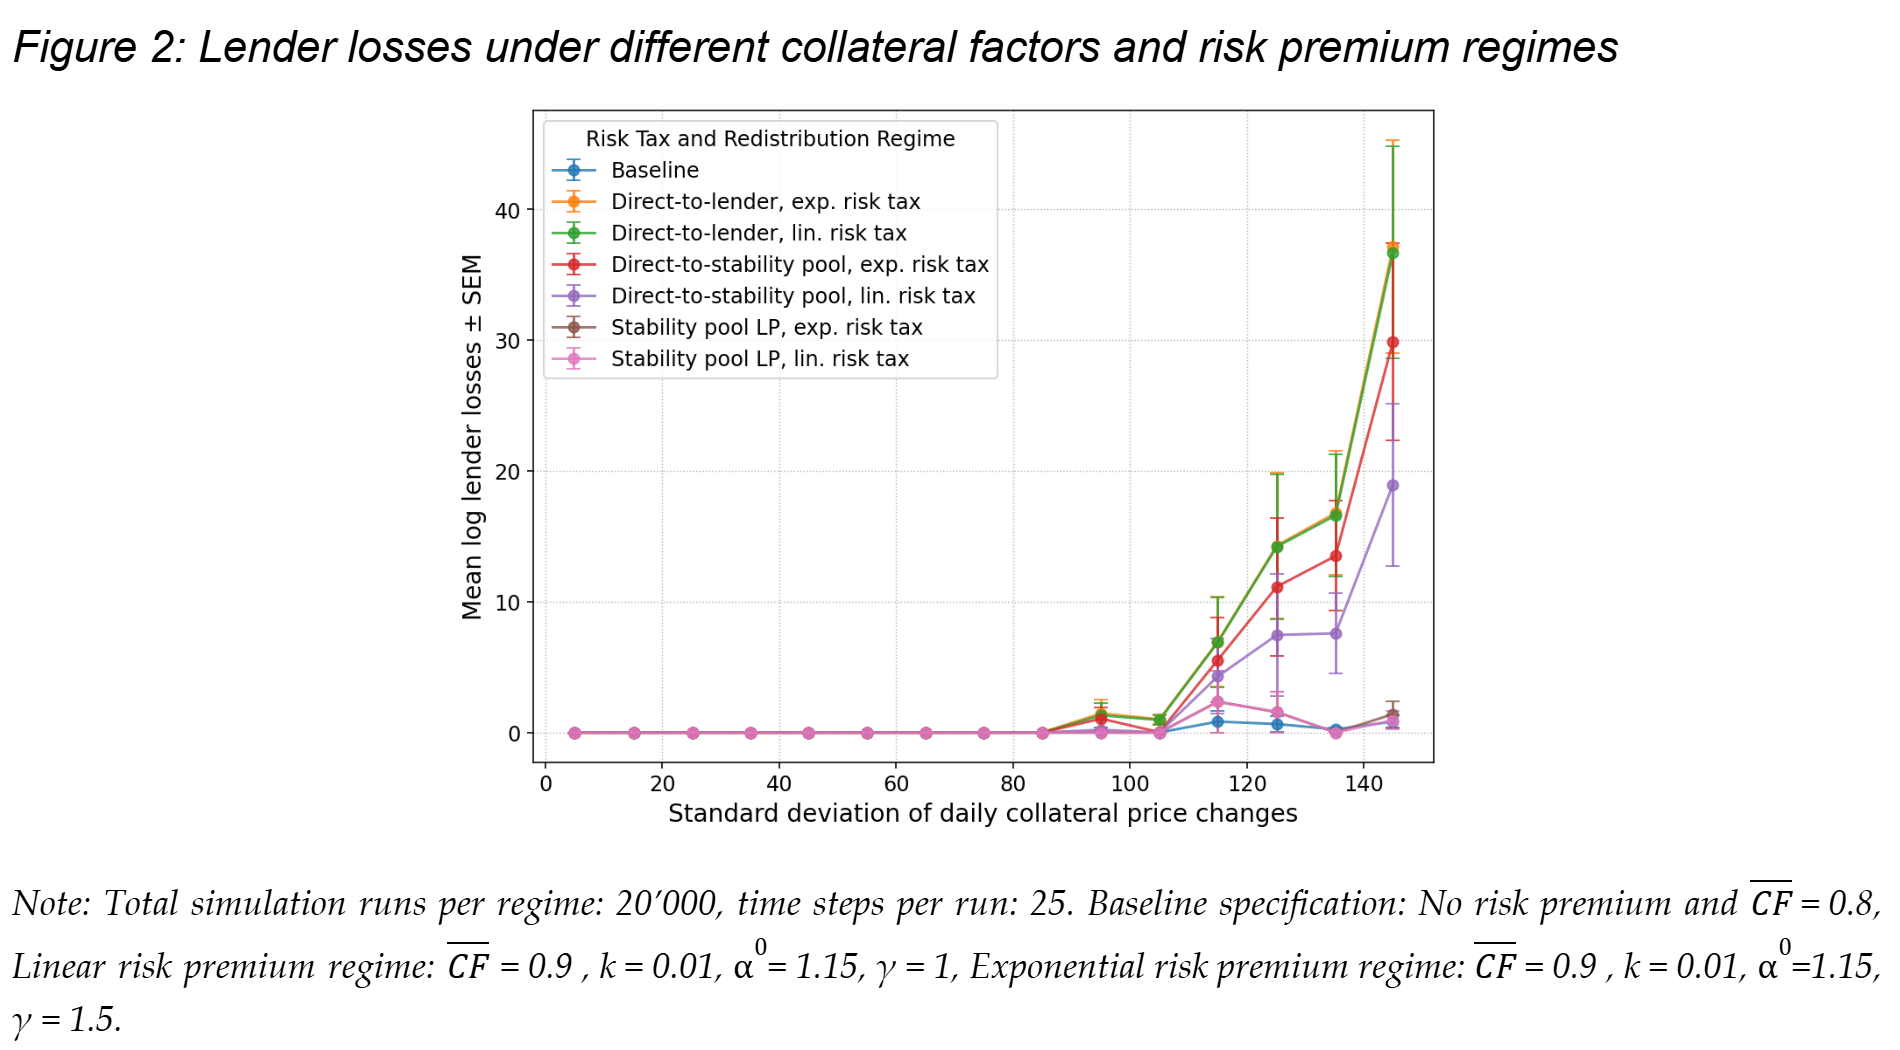 Figure 2: Lender losses under different collateral factors and risk premium regimes
Risk Tax and Redistribution Regime
Baseline
Direct-to-lender, exp. risk tax
Direct-to-lender, lin. risk tax
Direct-to-stability pool, exp. risk tax
Direct-to-stability pool, lin. risk tax
Stability pool LP, exp. risk tax
Stability pool LP, lin. risk tax
Mean log lender losses ± SEM
40
30
20
10
0
0 20 40 60 80 100 120 140
Standard deviation of daily collateral price changes
Note: Total simulation runs per regime: 20’000, time steps per run: 25. Baseline specification: No risk premium and C̅F̅ = 0.8,
Linear risk premium regime: C̅F̅ = 0.9 , k = 0.01, α⁰= 1.15, γ = 1, Exponential risk premium regime: C̅F̅ = 0.9 , k = 0.01, α⁰=1.15,
γ = 1.5.